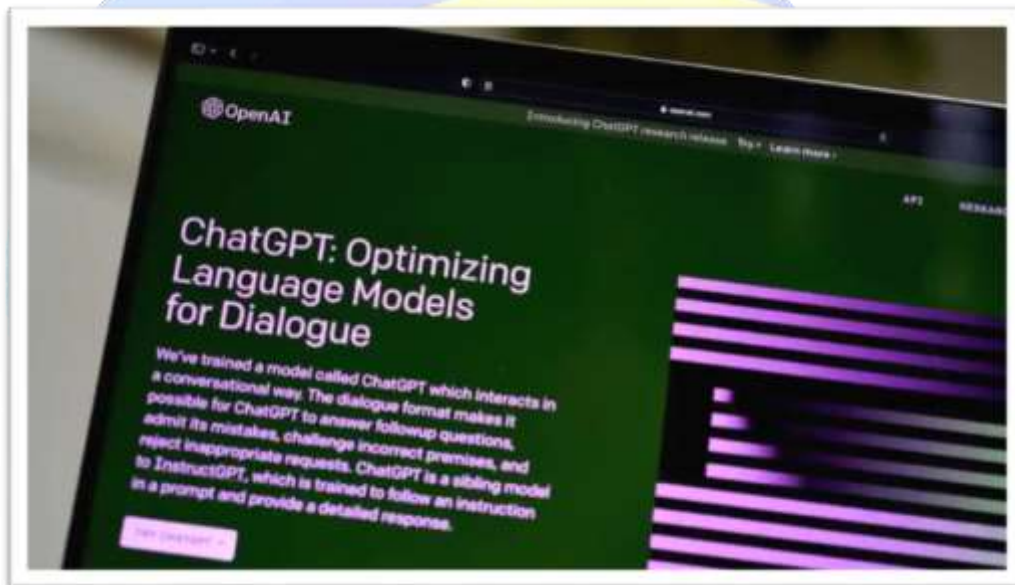 OpenAI
Introducing ChatGPT research release Try Learn more ›
API
ChatGPT: Optimizing
Language Models
for Dialogue
We've trained a model called ChatGPT which interacts in
a conversational way. The dialogue format makes it
possible for ChatGPT to answer followup questions,
admit its mistakes, challenge incorrect premises, and
reject inappropriate requests. ChatGPT is a sibling model
to InstructGPT, which is trained to follow an instruction
in a prompt and provide a detailed response.
TRY CHATGPT